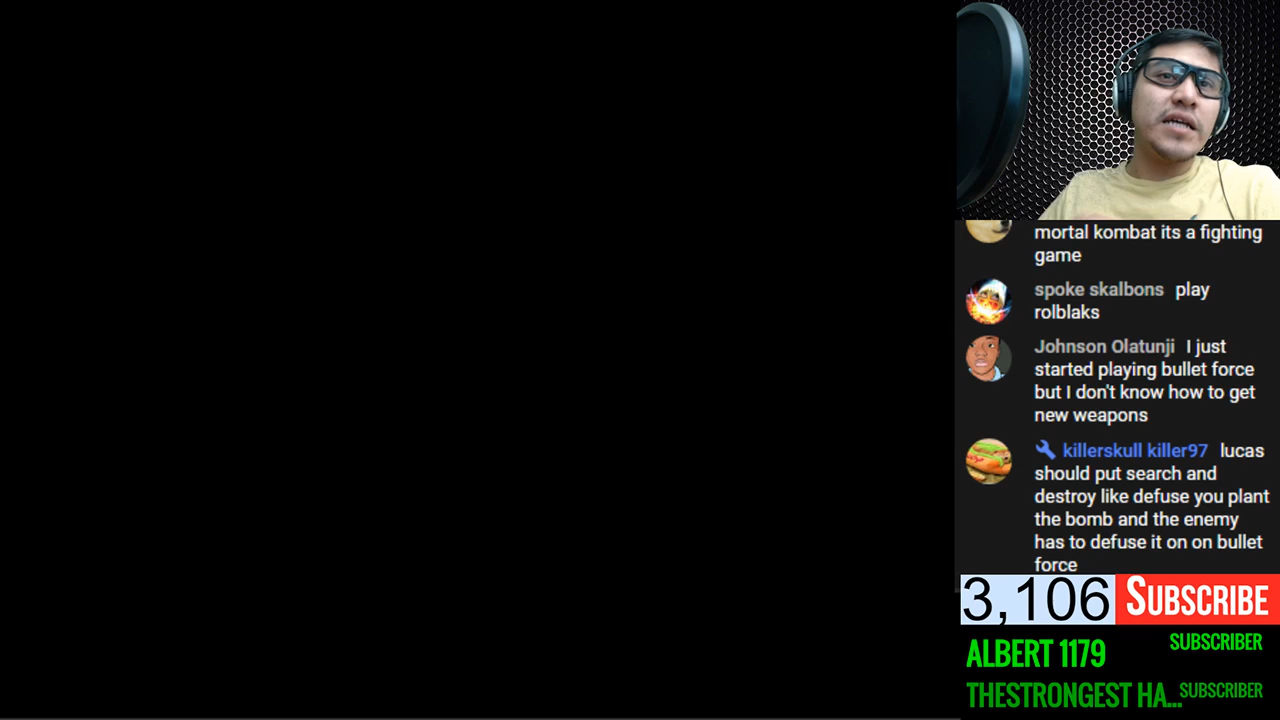 mortal kombat its a fighting
game
spoke skalbons play
rolblaks
Johnson Olatunji I just
started playing bullet force
but I don't know how to get
new weapons
killerskull killer97 lucas
should put search and
destroy like defuse you plant
the bomb and the enemy
has to defuse it on on bullet
force
3,106 SUBSCRIBE
ALBERT 1179 SUBSCRIBER
THESTRONGEST HA... SUBSCRIBER